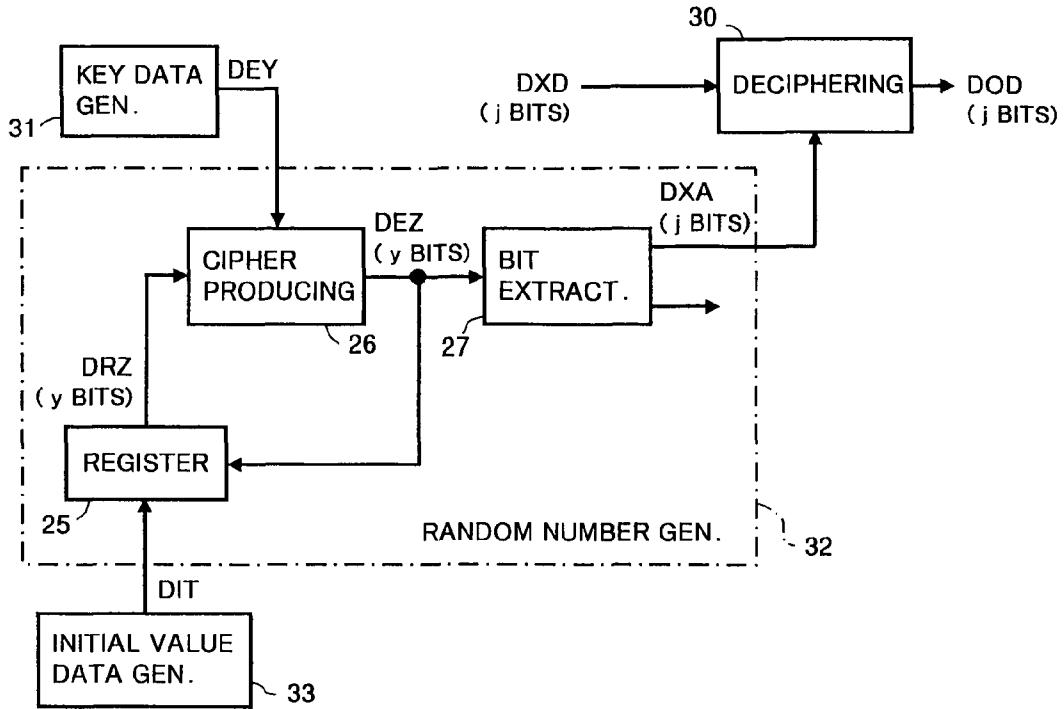 30
KEY DATA
GEN.
DEY
31
DXD
(j BITS)
DECIPHERING
DOD
(j BITS)
DXA
(j BITS)
DEZ
(y BITS)
CIPHER
PRODUCING
26
BIT
EXTRACT.
27
DRZ
(y BITS)
REGISTER
25
RANDOM NUMBER GEN.
32
DIT
INITIAL VALUE
DATA GEN.
33